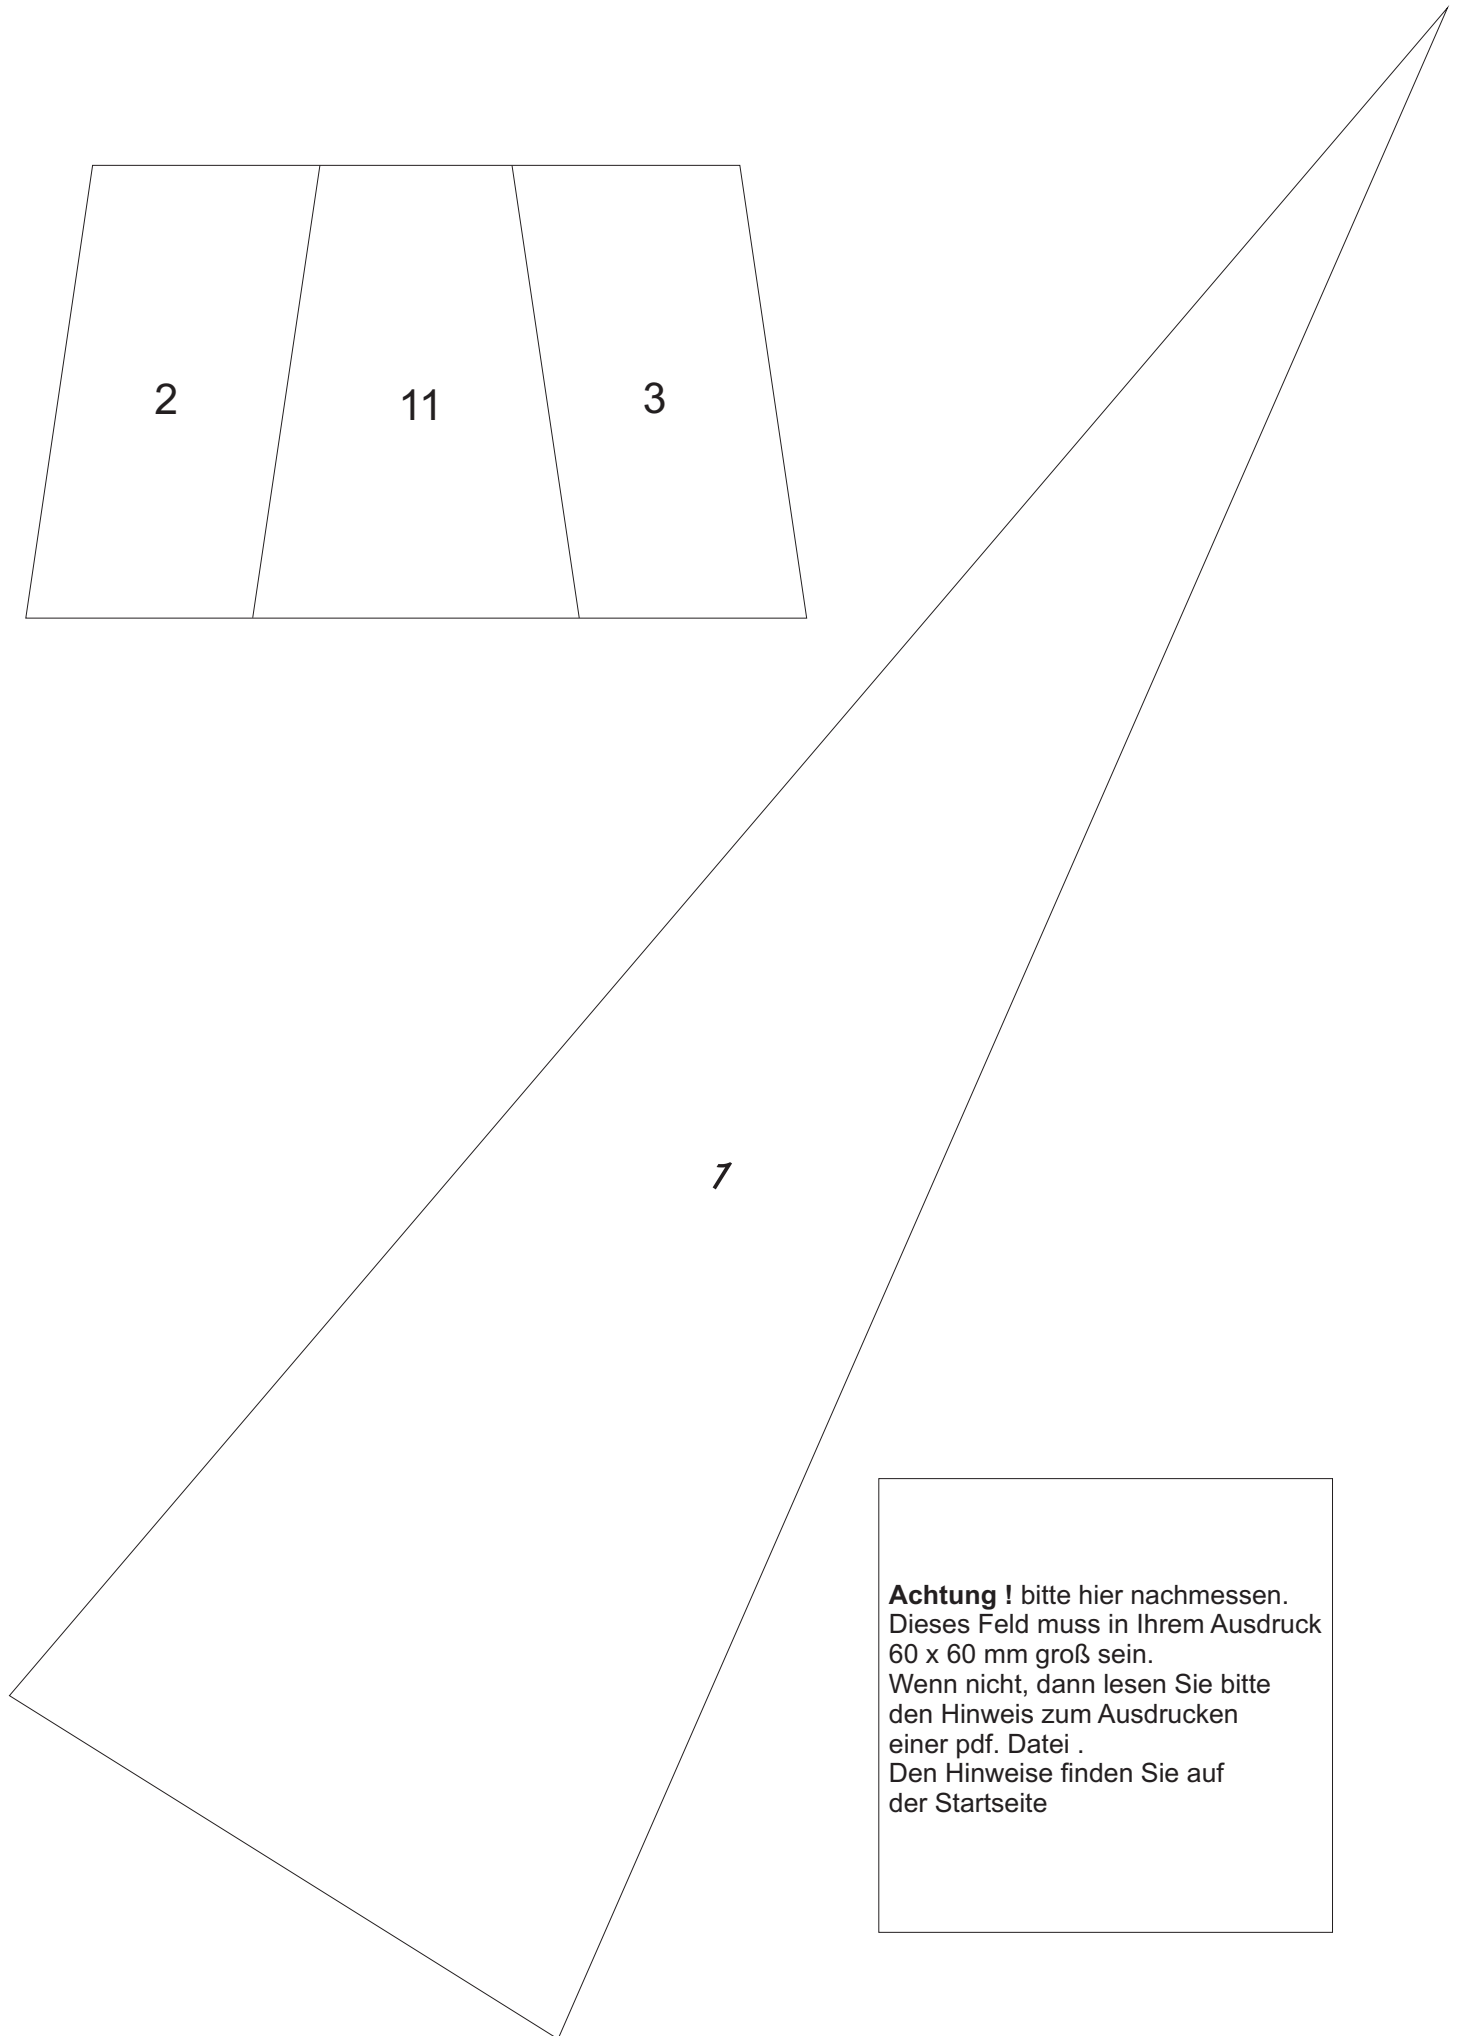 2
11
3
1
Achtung ! bitte hier nachmessen.
Dieses Feld muss in Ihrem Ausdruck
60 x 60 mm groß sein.
Wenn nicht, dann lesen Sie bitte
den Hinweis zum Ausdrucken
einer pdf. Datei .
Den Hinweise finden Sie auf
der Startseite